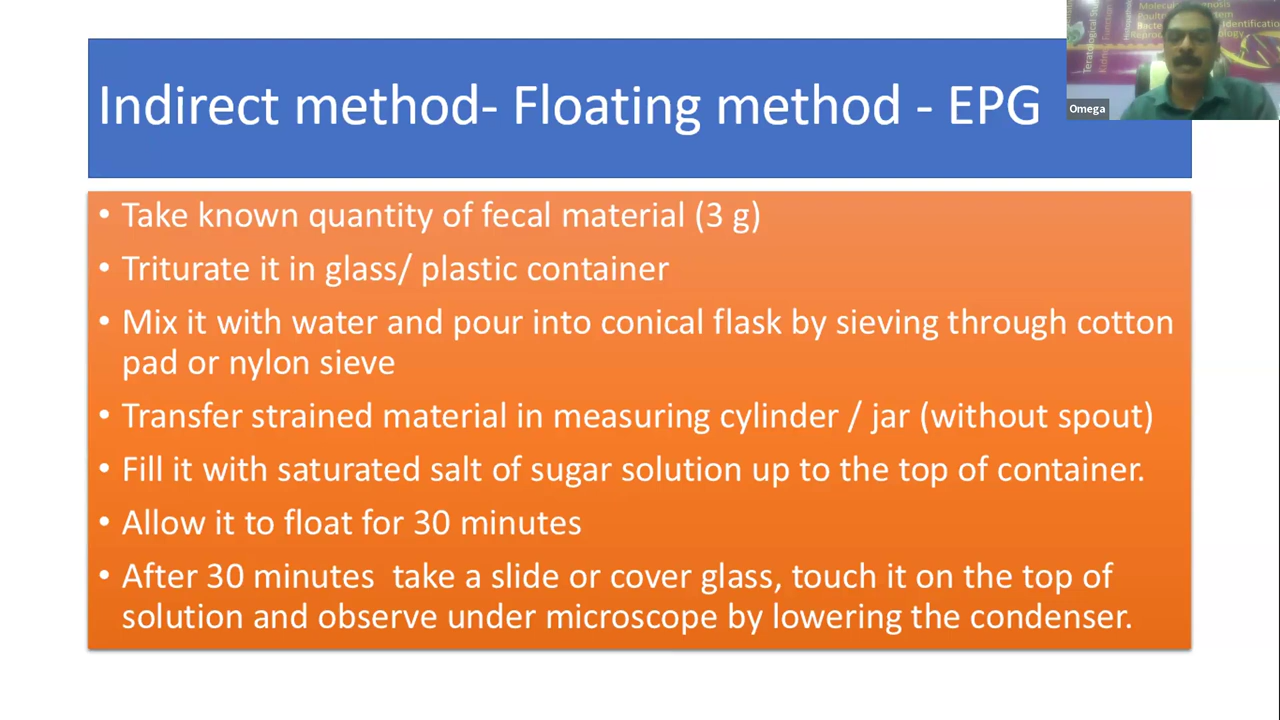 Indirect method- Floating method - EPG
Omega
• Take known quantity of fecal material (3 g)
• Triturate it in glass/ plastic container
• Mix it with water and pour into conical flask by sieving through cotton
pad or nylon sieve
• Transfer strained material in measuring cylinder / jar (without spout)
• Fill it with saturated salt of sugar solution up to the top of container.
• Allow it to float for 30 minutes
• After 30 minutes  take a slide or cover glass, touch it on the top of
solution and observe under microscope by lowering the condenser.